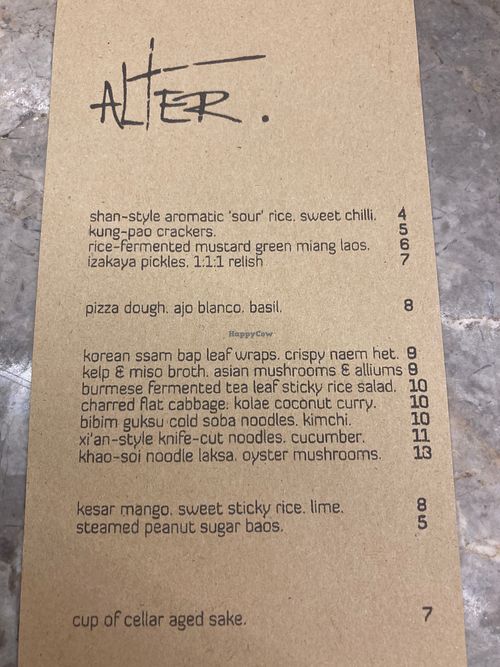 ALTER.
shan-style aromatic 'sour' rice. sweet chilli. 4
kung-pao crackers. 5
rice-fermented mustard green miang laos. 6
izakaya pickles. 1:1:1 relish 7
pizza dough. ajo blanco. basil. 8
HappyCow
korean ssam bap leaf wraps. crispy naem het. 9
kelp & miso broth. asian mushrooms & alliums 9
burmese fermented tea leaf sticky rice salad. 10
charred flat cabbage. kolae coconut curry. 10
bibim guksu cold soba noodles. kimchi. 10
xi'an-style knife-cut noodles. cucumber. 11
khao-soi noodle laksa. oyster mushrooms. 13
kesar mango. sweet sticky rice. lime. 8
steamed peanut sugar baos. 5
cup of cellar aged sake. 7